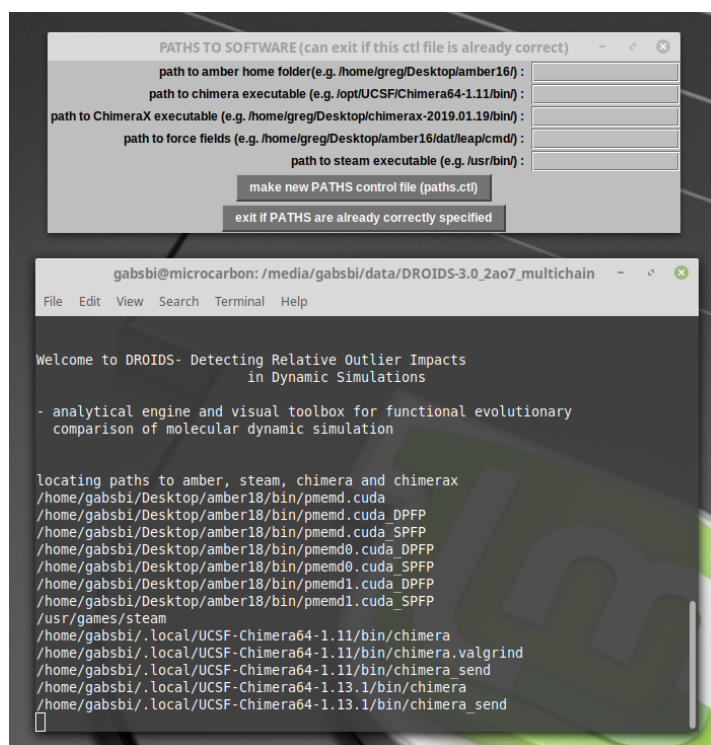 PATHS TO SOFTWARE (can exit if this ctl file is already correct)
path to amber home folder(e.g. /home/greg/Desktop/amber16/) :
path to chimera executable (e.g. /opt/UCSF/Chimera64-1.11/bin/) :
path to ChimeraX executable (e.g. /home/greg/Desktop/chimerax-2019.01.19/bin/) :
path to force fields (e.g. /home/greg/Desktop/amber16/dat/leap/cmd/) :
path to steam executable (e.g. /usr/bin/) :
make new PATHS control file (paths.ctl)
exit if PATHS are already correctly specified
gabsbi@microcarbon: /media/gabsbi/data/DROIDS-3.0_2ao7_multichain
File Edit View Search Terminal Help
Welcome to DROIDS- Detecting Relative Outlier Impacts
in Dynamic Simulations
- analytical engine and visual toolbox for functional evolutionary
comparison of molecular dynamic simulation
locating paths to amber, steam, chimera and chimerax
/home/gabsbi/Desktop/amber18/bin/pmemd.cuda
/home/gabsbi/Desktop/amber18/bin/pmemd.cuda_DPFP
/home/gabsbi/Desktop/amber18/bin/pmemd.cuda_SPFP
/home/gabsbi/Desktop/amber18/bin/pmemd0.cuda_DPFP
/home/gabsbi/Desktop/amber18/bin/pmemd0.cuda_SPFP
/home/gabsbi/Desktop/amber18/bin/pmemd1.cuda_DPFP
/home/gabsbi/Desktop/amber18/bin/pmemd1.cuda_SPFP
/usr/games/steam
/home/gabsbi/.local/UCSF-Chimera64-1.11/bin/chimera
/home/gabsbi/.local/UCSF-Chimera64-1.11/bin/chimera.valgrind
/home/gabsbi/.local/UCSF-Chimera64-1.11/bin/chimera_send
/home/gabsbi/.local/UCSF-Chimera64-1.13.1/bin/chimera
/home/gabsbi/.local/UCSF-Chimera64-1.13.1/bin/chimera_send